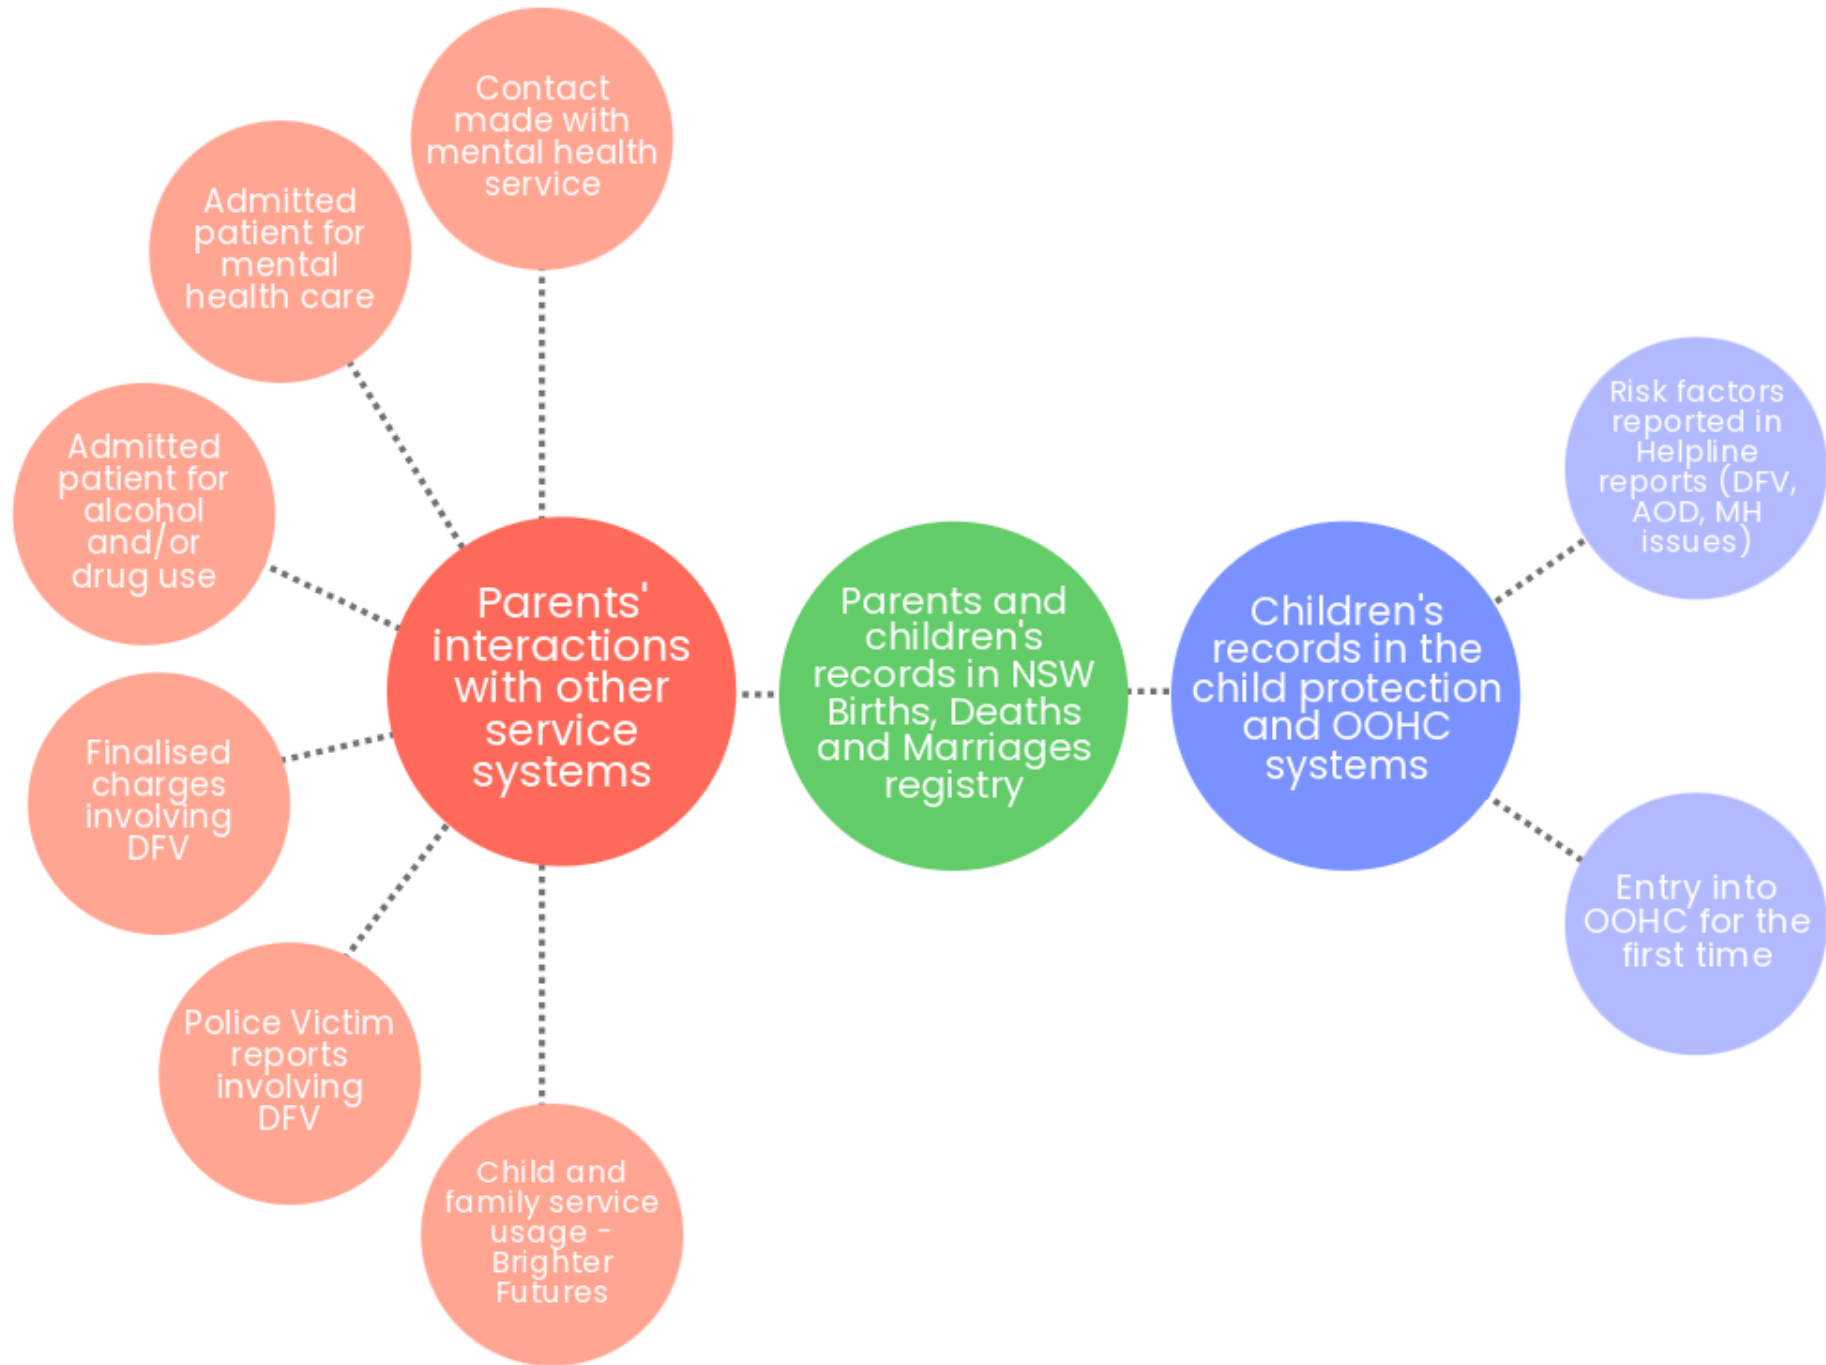 Contact
made with
mental health
service
Admitted
patient for
mental
health care
Admitted
patient for
alcohol
and/or
drug use
Finalised
charges
involving
DFV
Police Victim
reports
involving
DFV
Child and
family service
usage -
Brighter
Futures
Parents'
interactions
with other
service
systems
Parents and
children's
records in NSW
Births, Deaths
and Marriages
registry
Children's
records in the
child protection
and OOHC
systems
Risk factors
reported in
Helpline
reports (DFV,
AOD, MH
issues)
Entry into
OOHC for the
first time